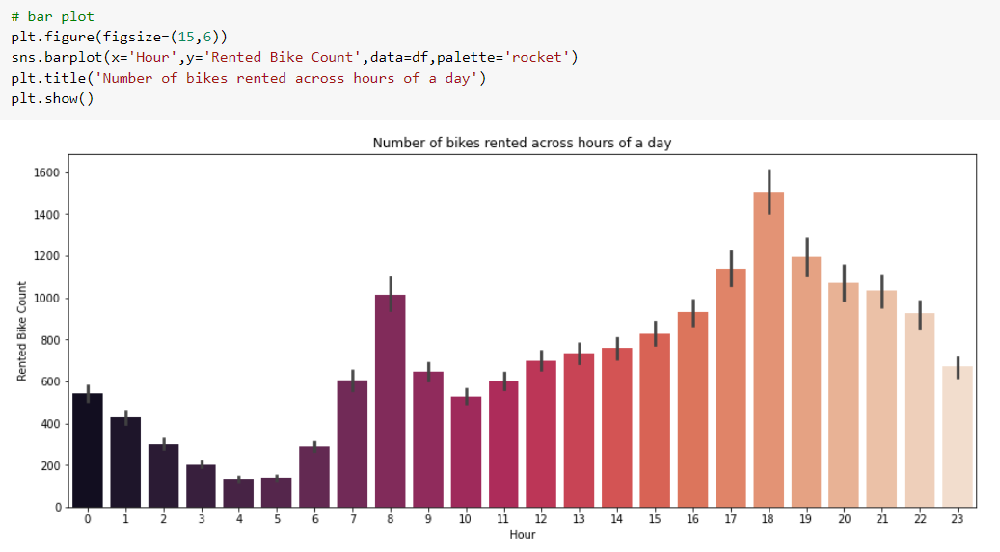 # bar plot
plt.figure(figsize=(15,6))
sns.barplot(x='Hour',y='Rented Bike Count',data=df,palette='rocket')
plt.title('Number of bikes rented across hours of a day')
plt.show()
Number of bikes rented across hours of a day
1600
1400
1200
1000
800
600
400
200
0
Rented Bike Count
0 1 2 3 4 5 6 7 8 9 10 11 12 13 14 15 16 17 18 19 20 21 22 23
Hour